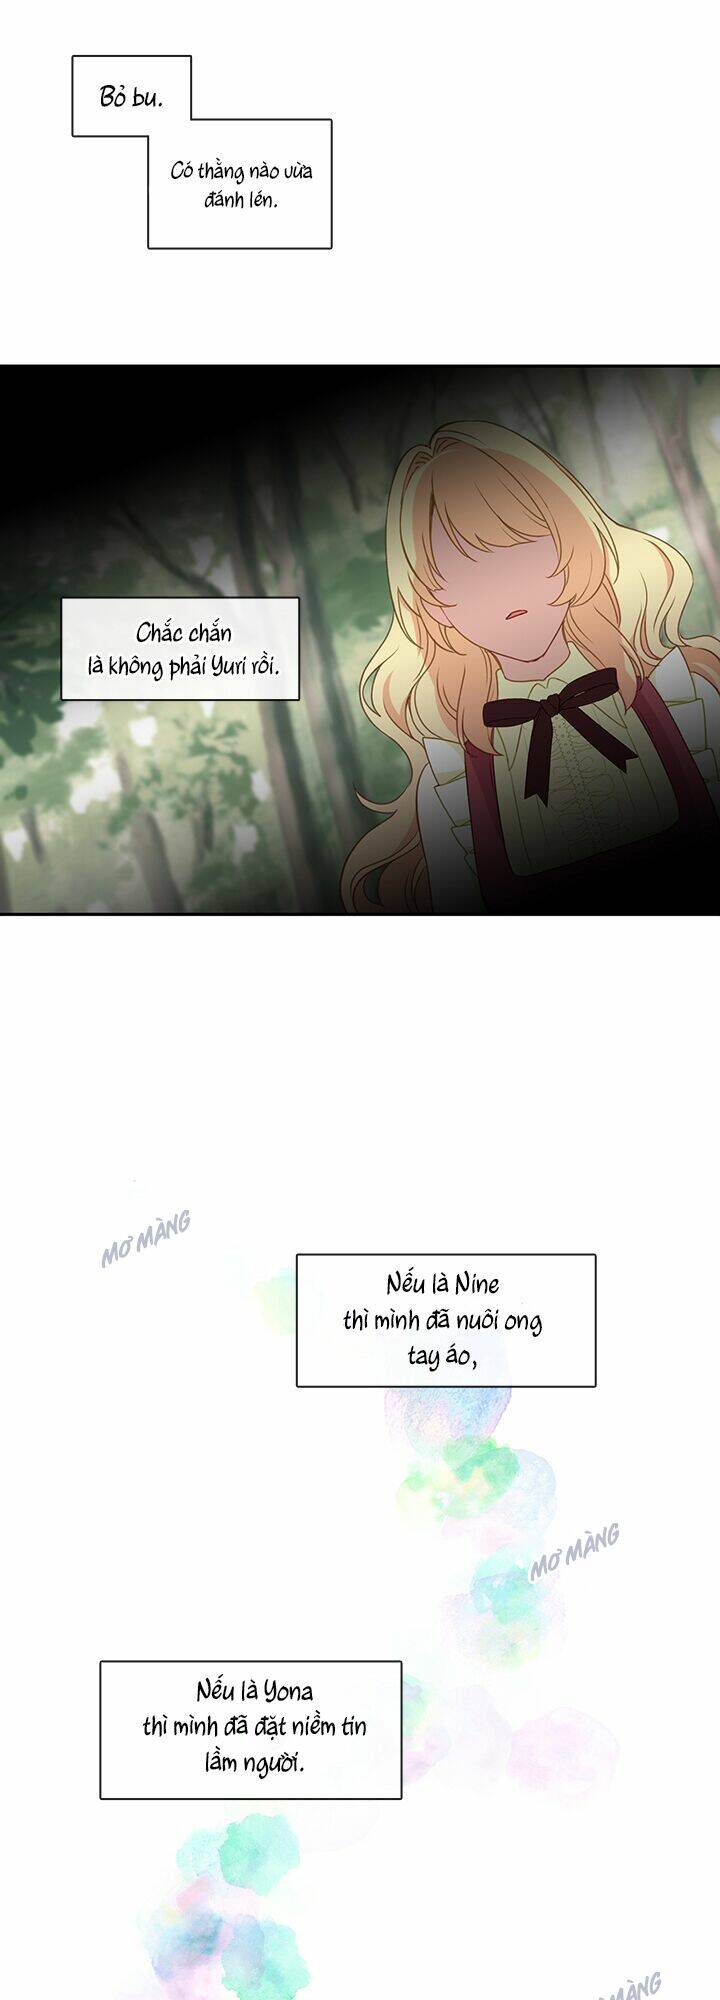 Bỏ bu.
Có thằng nào vừa
đánh lén.
Chắc chắn
là không phải Yuri rồi.
MƠ MÀNG
Nếu là Nine
thì mình đã nuôi ong
tay áo,
MƠ MÀNG
Nếu là Yona
thì mình đã đặt niềm tin
lầm người.
MƠ MÀNG